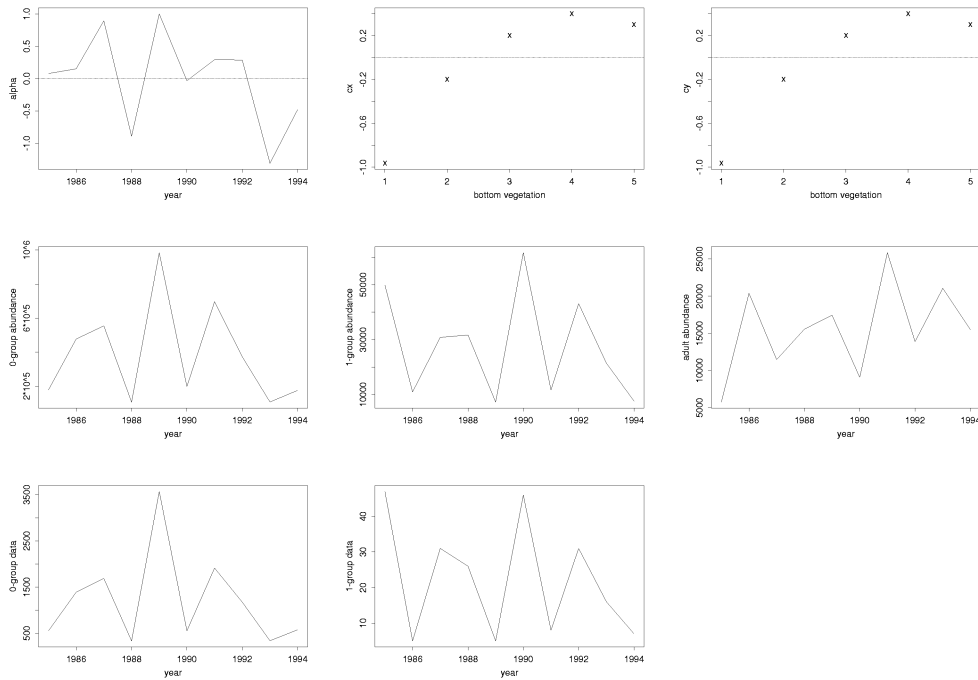 alpha
-1.0 -0.5 0.0 0.5 1.0
1986 1988 1990 1992 1994
year
cx
-1.0 -0.6 -0.2 0.2
x x x x x
1 2 3 4 5
bottom vegetation
cy
-1.0 -0.6 -0.2 0.2
x x x x x
1 2 3 4 5
bottom vegetation
0-group abundance
2*10^5 6*10^5 10^6
1986 1988 1990 1992 1994
year
1-group abundance
10000 30000 50000
1986 1988 1990 1992 1994
year
adult abundance
5000 10000 15000 20000 25000
1986 1988 1990 1992 1994
year
0-group data
500 1500 2500 3500
1986 1988 1990 1992 1994
year
1-group data
10 20 30 40
1986 1988 1990 1992 1994
year